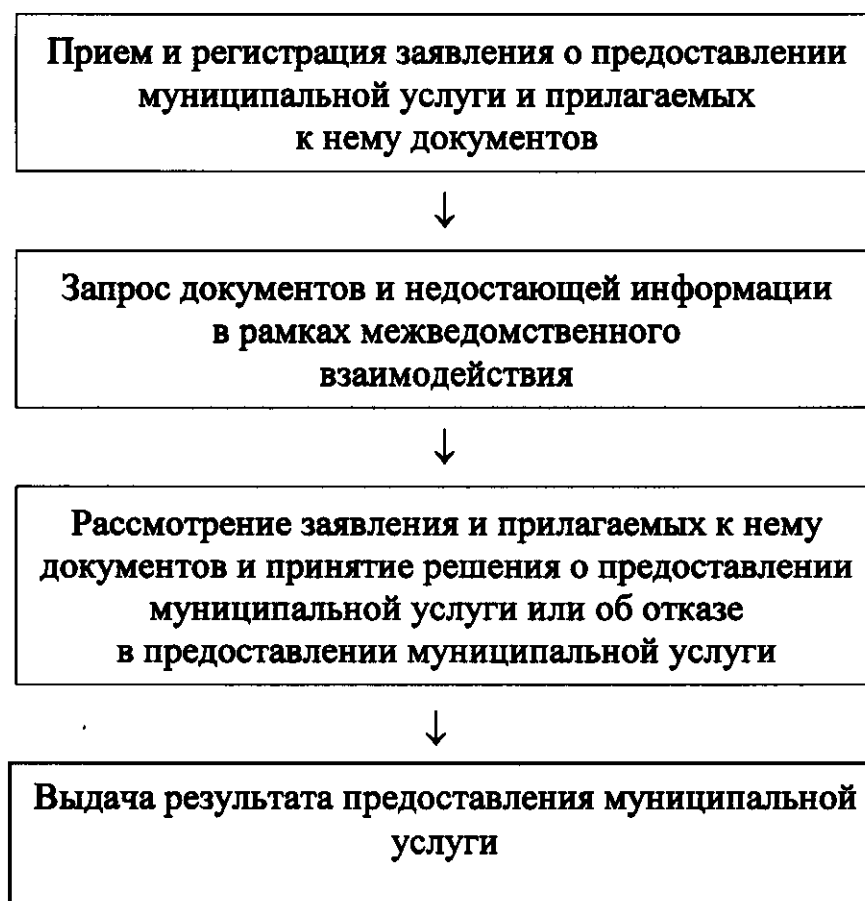 Прием и регистрация заявления о предоставлении
муниципальной услуги и прилагаемых
к нему документов
↓
Запрос документов и недостающей информации
в рамках межведомственного
взаимодействия
↓
Рассмотрение заявления и прилагаемых к нему
документов и принятие решения о предоставлении
муниципальной услуги или об отказе
в предоставлении муниципальной услуги
↓
Выдача результата предоставления муниципальной
услуги